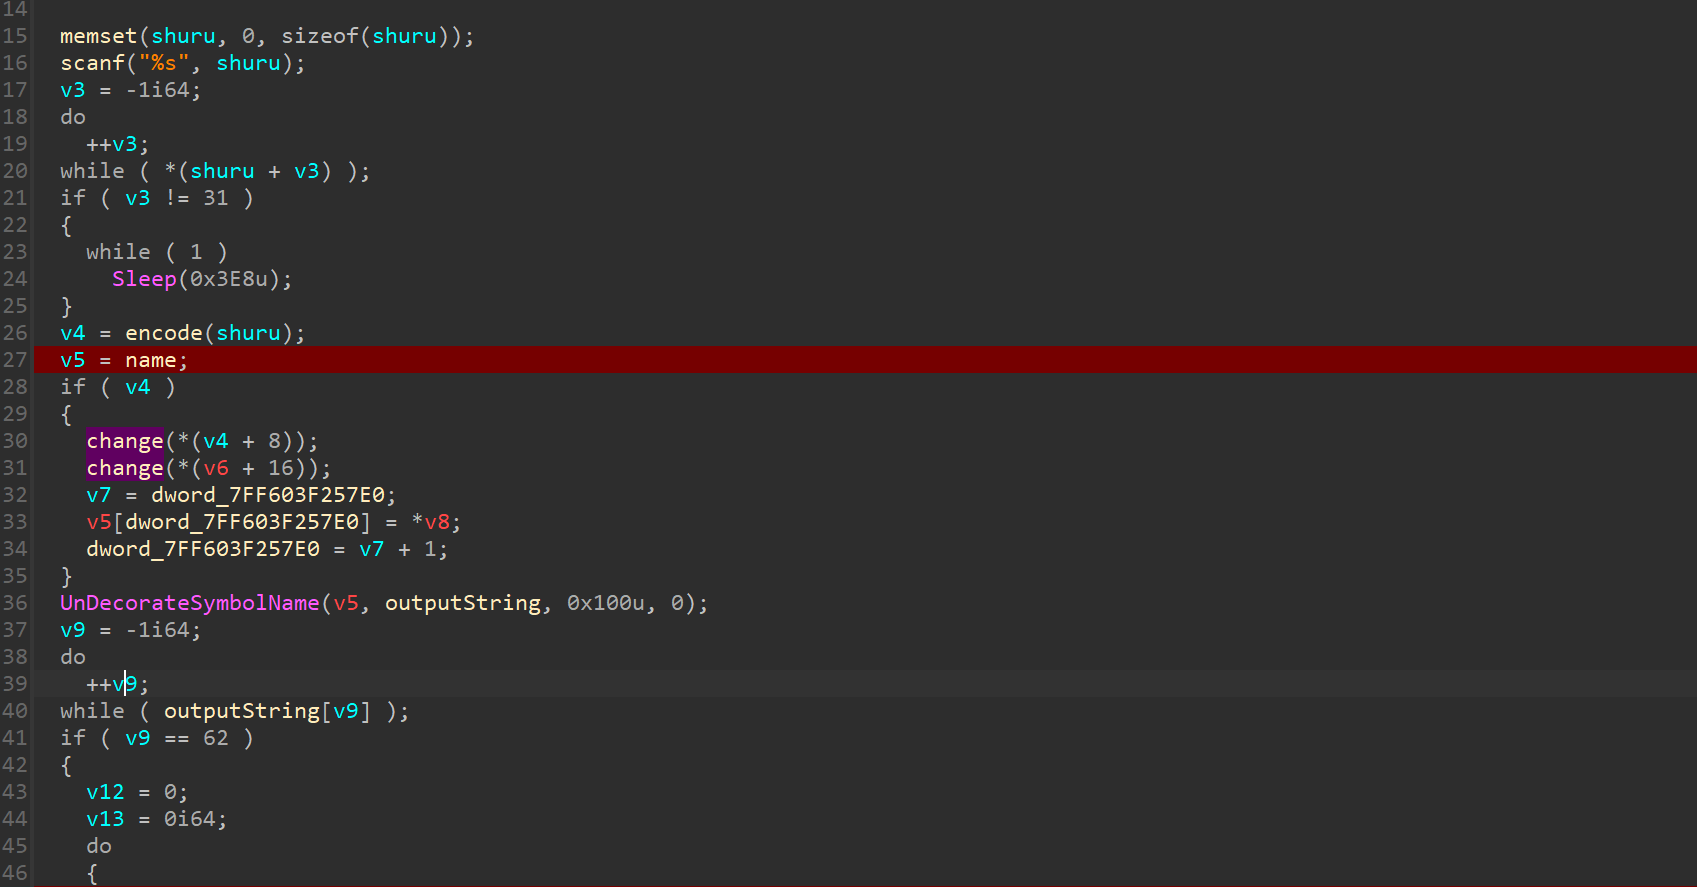 14
15 memset(shuru, 0, sizeof(shuru));
16 scanf("%s", shuru);
17 v3 = -1i64;
18 do
19 ++v3;
20 while ( *(shuru + v3) );
21 if ( v3 != 31 )
22 {
23 while ( 1 )
24 Sleep(0x3E8u);
25 }
26 v4 = encode(shuru);
27 v5 = name;
28 if ( v4 )
29 {
30 change(*(v4 + 8));
31 change(*(v6 + 16));
32 v7 = dword_7FF603F257E0;
33 v5[dword_7FF603F257E0] = *v8;
34 dword_7FF603F257E0 = v7 + 1;
35 }
36 UnDecorateSymbolName(v5, outputString, 0x100u, 0);
37 v9 = -1i64;
38 do
39 ++v9;
40 while ( outputString[v9] );
41 if ( v9 == 62 )
42 {
43 v12 = 0;
44 v13 = 0i64;
45 do
46 {